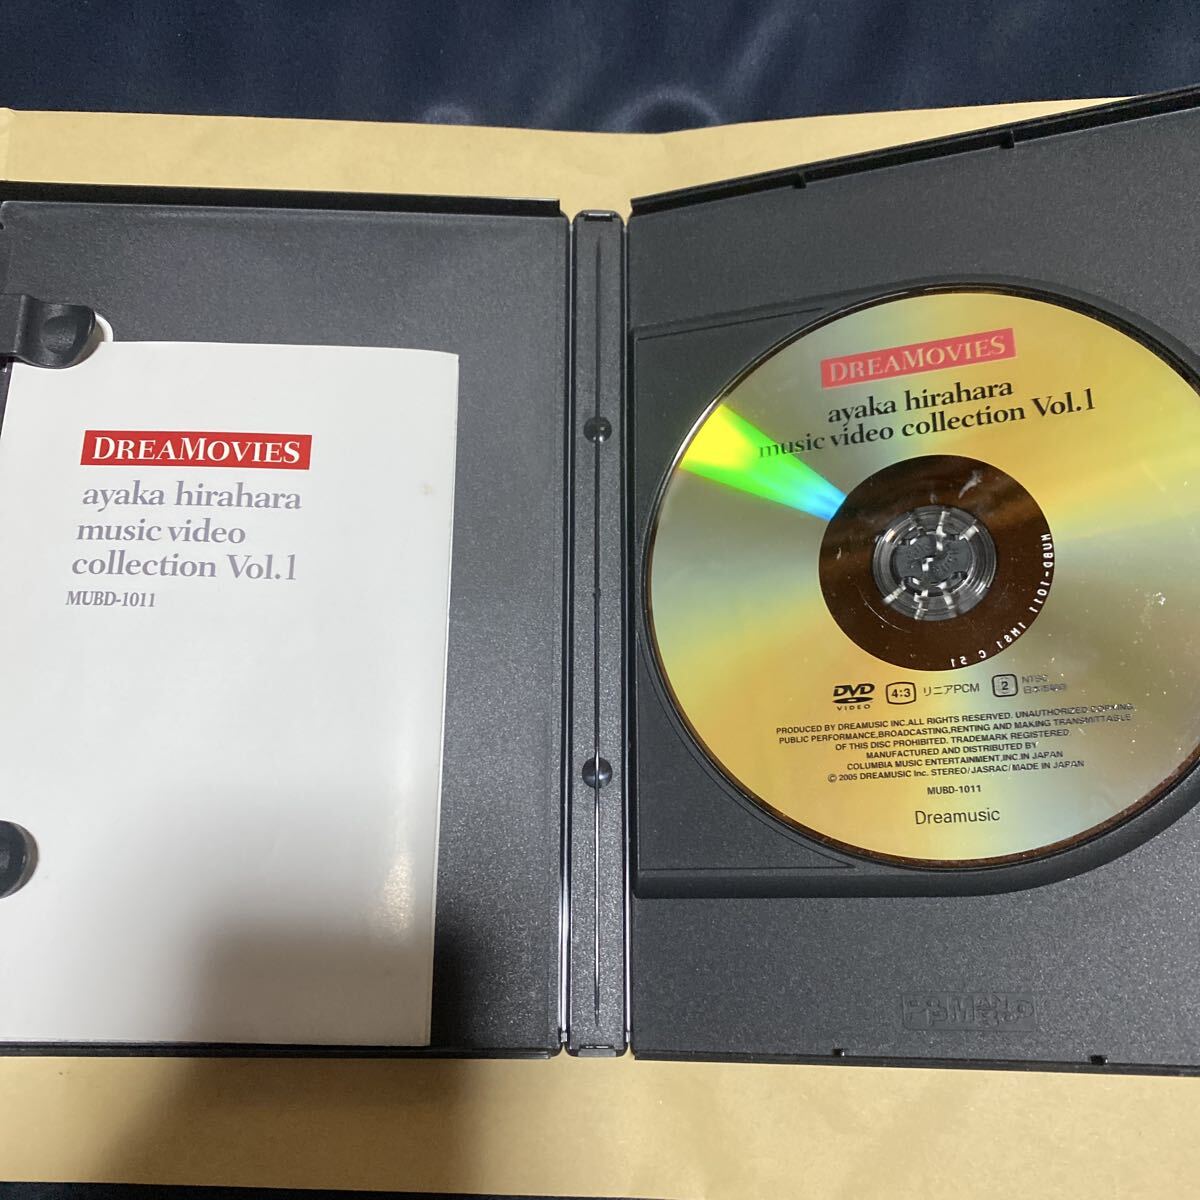 DREAMOVIES
ayaka hirahara
music video
collection Vol.1
MUBD-1011
DREAMOVIES
ayaka hirahara
music video collection Vol.1
MUBD-1011 1MS1 C 51
DVD
VIDEO
4:3
リニアPCM
2
NTSC
日本市場向
PRODUCED BY DREAMUSIC INC.ALL RIGHTS RESERVED. UNAUTHORIZED COPYING,
PUBLIC PERFORMANCE,BROADCASTING,RENTING AND MAKING TRANSMITTABLE
OF THIS DISC PROHIBITED. TRADEMARK REGISTERED.
MANUFACTURED AND DISTRIBUTED BY
COLUMBIA MUSIC ENTERTAINMENT,INC.IN JAPAN
© 2005 DREAMUSIC Inc. STEREO/JASRAC/MADE IN JAPAN
MUBD-1011
Dreamusic